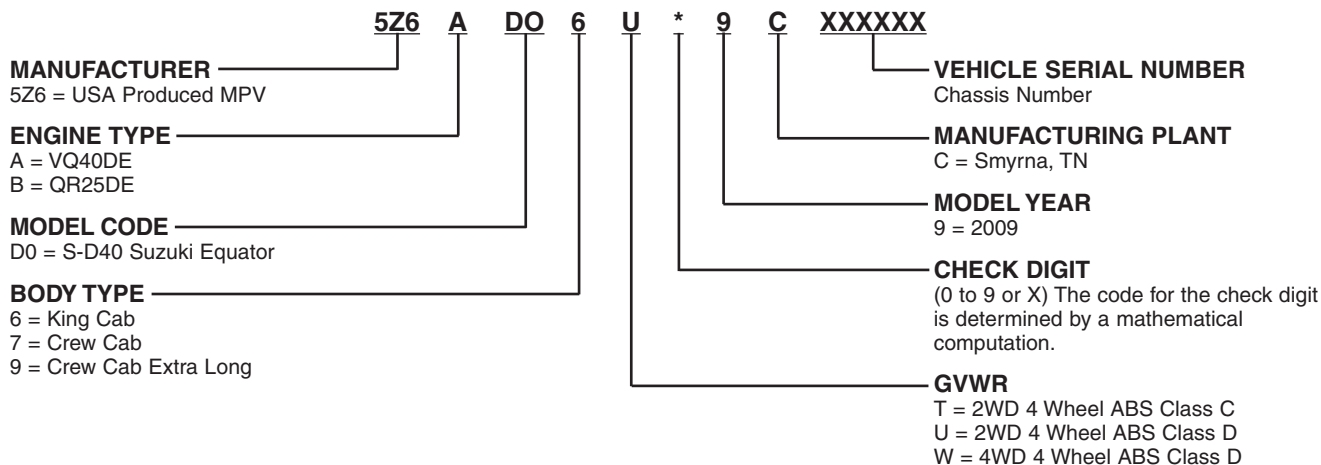 5Z6 A DO 6 U * 9 C XXXXXX
MANUFACTURER
5Z6 = USA Produced MPV
ENGINE TYPE
A = VQ40DE
B = QR25DE
MODEL CODE
D0 = S-D40 Suzuki Equator
BODY TYPE
6 = King Cab
7 = Crew Cab
9 = Crew Cab Extra Long
VEHICLE SERIAL NUMBER
Chassis Number
MANUFACTURING PLANT
C = Smyrna, TN
MODEL YEAR
9 = 2009
CHECK DIGIT
(0 to 9 or X) The code for the check digit
is determined by a mathematical
computation.
GVWR
T = 2WD 4 Wheel ABS Class C
U = 2WD 4 Wheel ABS Class D
W = 4WD 4 Wheel ABS Class D